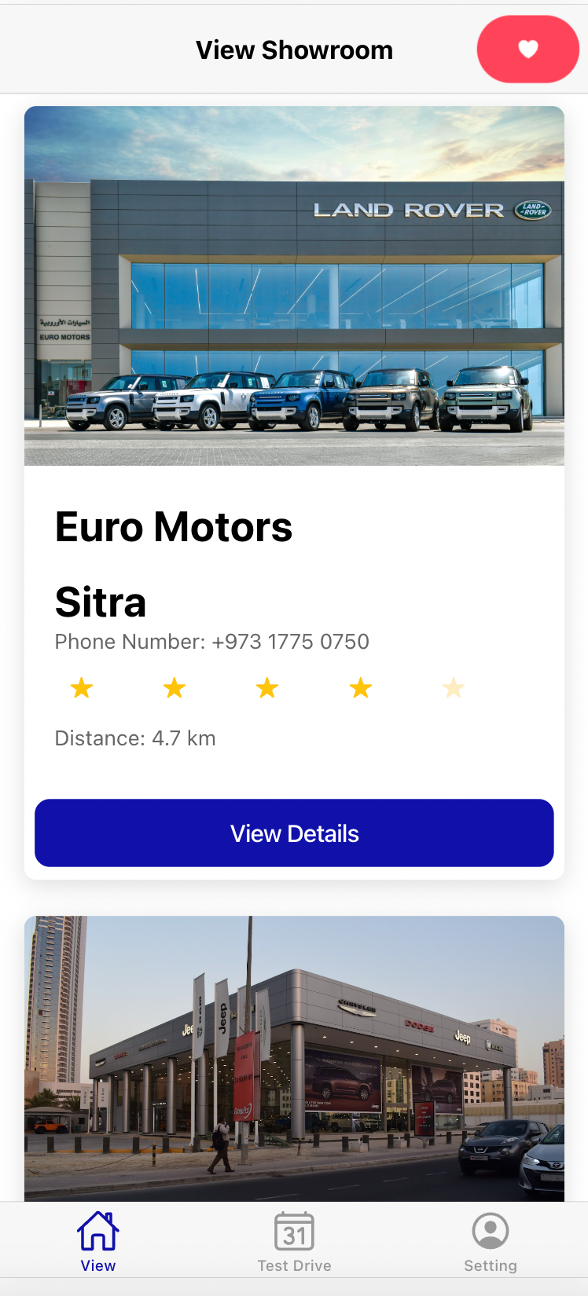 View Showroom
LAND ROVER
LAND-
ROVER
السيارات الأوروبية
EURO MOTORS
Euro Motors
Sitra
Phone Number: +973 1775 0750
Distance: 4.7 km
View Details
CHRYSLER
DODGE
Jeep
Jeep
Jeep
31
View
Test Drive
Setting